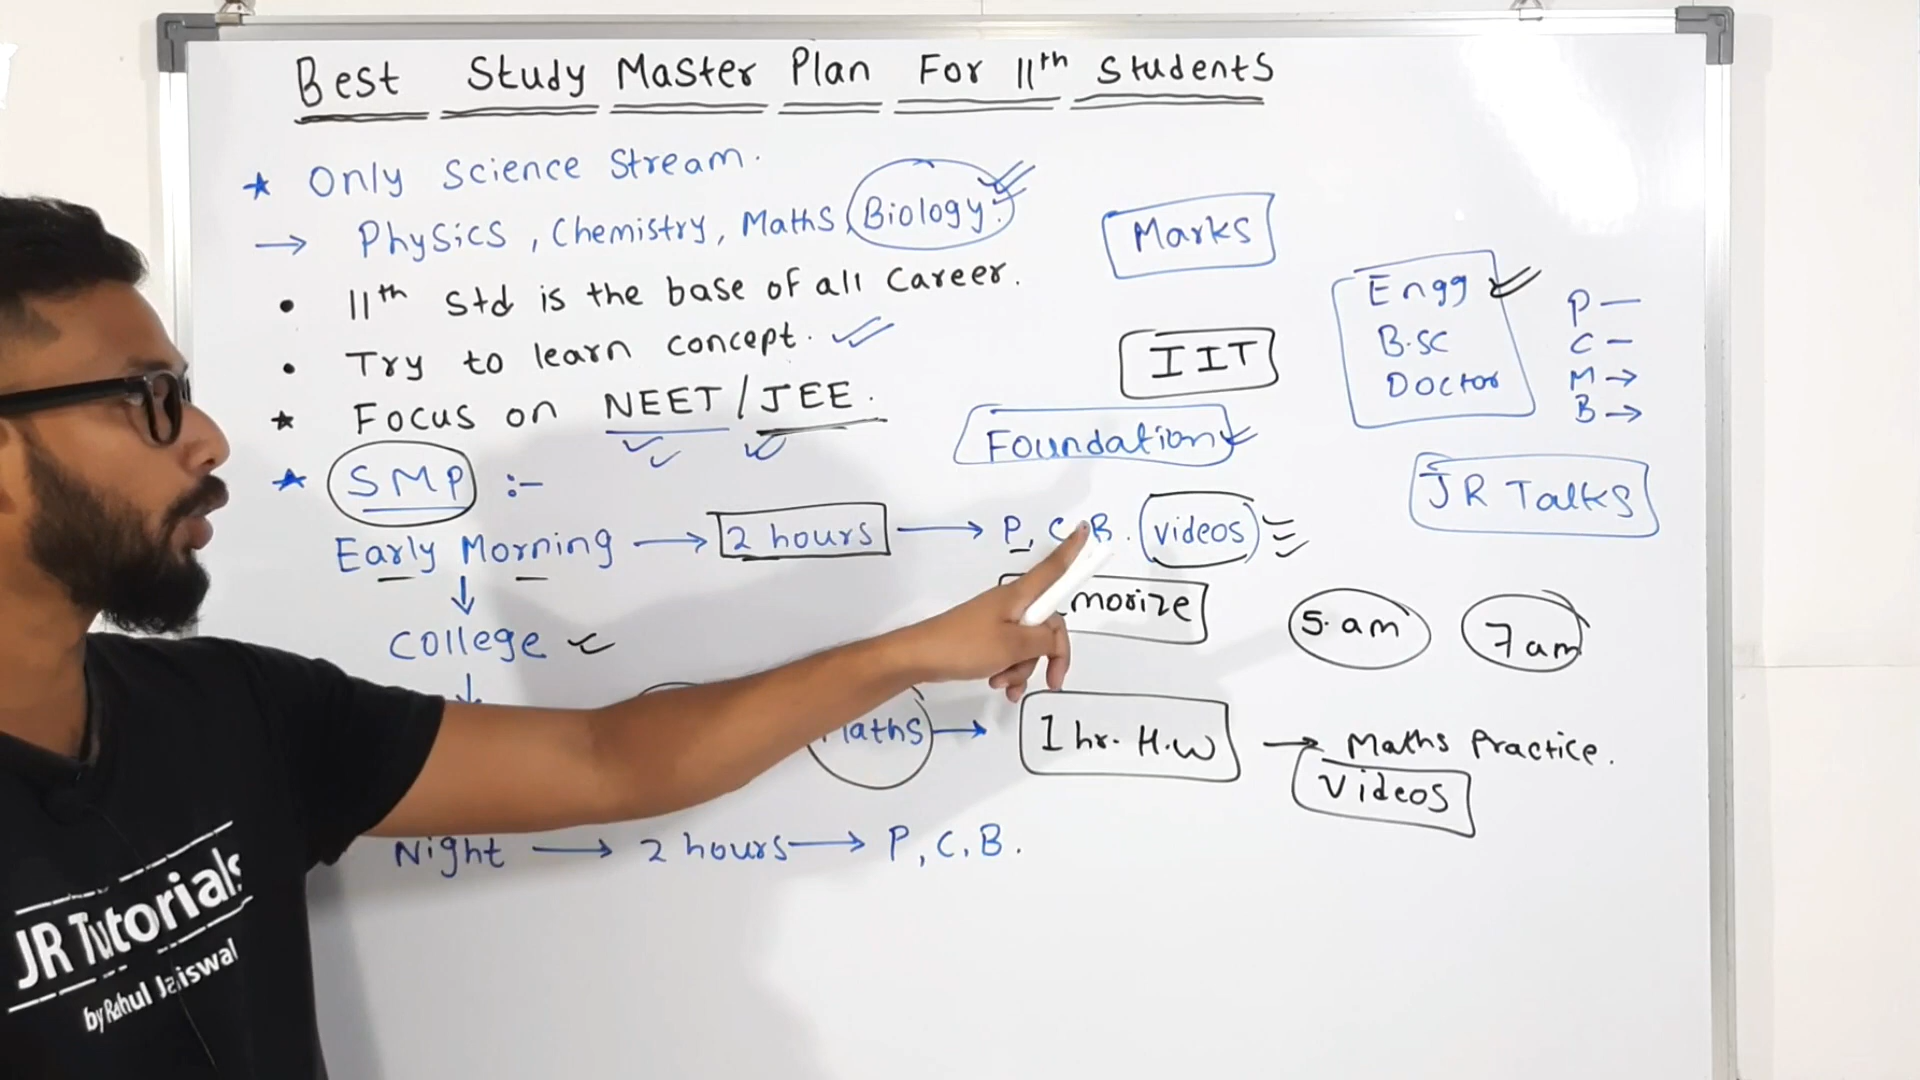 Best Study Master Plan For 11th Students
★ Only Science Stream.
→ Physics, Chemistry, Maths, Biology.
Marks
• 11th Std is the base of all Career.
Engg
B.Sc
Doctor
P —
C —
M →
B →
• Try to learn concept.
IIT
★ Focus on NEET / JEE.
Foundation
★ SMP :-
JR Talks
Early Morning → 2 hours → P, C, B. Videos
↓
College
morize
5 am
7 am
↓
aths → 1 hr. H.W → Maths Practice.
Videos
Night → 2 hours → P, C, B.
JR Tutorials
by Rahul Jaiswal